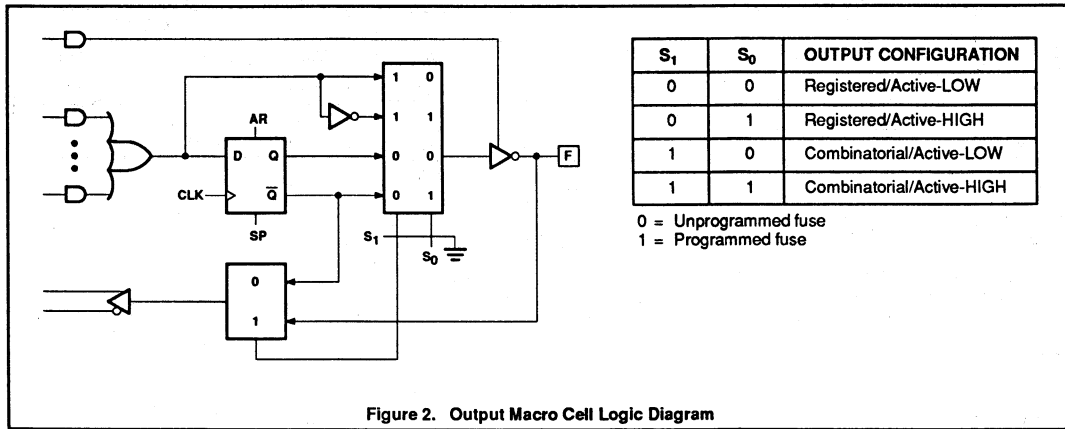 AR
D Q
CLK Q
SP
1 0
1 1
0 0
0 1
F
S1
S0
0
1
S1 S0 OUTPUT CONFIGURATION
0 0 Registered/Active-LOW
0 1 Registered/Active-HIGH
1 0 Combinatorial/Active-LOW
1 1 Combinatorial/Active-HIGH
0 = Unprogrammed fuse
1 = Programmed fuse
Figure 2. Output Macro Cell Logic Diagram